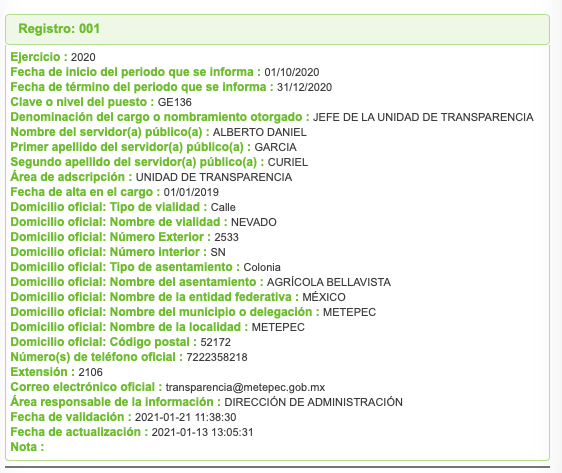 Registro: 001
Ejercicio : 2020
Fecha de inicio del periodo que se informa : 01/10/2020
Fecha de término del periodo que se informa : 31/12/2020
Clave o nivel del puesto : GE136
Denominación del cargo o nombramiento otorgado : JEFE DE LA UNIDAD DE TRANSPARENCIA
Nombre del servidor(a) público(a) : ALBERTO DANIEL
Primer apellido del servidor(a) público(a) : GARCIA
Segundo apellido del servidor(a) público(a) : CURIEL
Área de adscripción : UNIDAD DE TRANSPARENCIA
Fecha de alta en el cargo : 01/01/2019
Domicilio oficial: Tipo de vialidad : Calle
Domicilio oficial: Nombre de vialidad : NEVADO
Domicilio oficial: Número Exterior : 2533
Domicilio oficial: Número interior : SN
Domicilio oficial: Tipo de asentamiento : Colonia
Domicilio oficial: Nombre del asentamiento : AGRÍCOLA BELLAVISTA
Domicilio oficial: Nombre de la entidad federativa : MÉXICO
Domicilio oficial: Nombre del municipio o delegación : METEPEC
Domicilio oficial: Nombre de la localidad : METEPEC
Domicilio oficial: Código postal : 52172
Número(s) de teléfono oficial : 7222358218
Extensión : 2106
Correo electrónico oficial : transparencia@metepec.gob.mx
Área responsable de la información : DIRECCIÓN DE ADMINISTRACIÓN
Fecha de validación : 2021-01-21 11:38:30
Fecha de actualización : 2021-01-13 13:05:31
Nota :